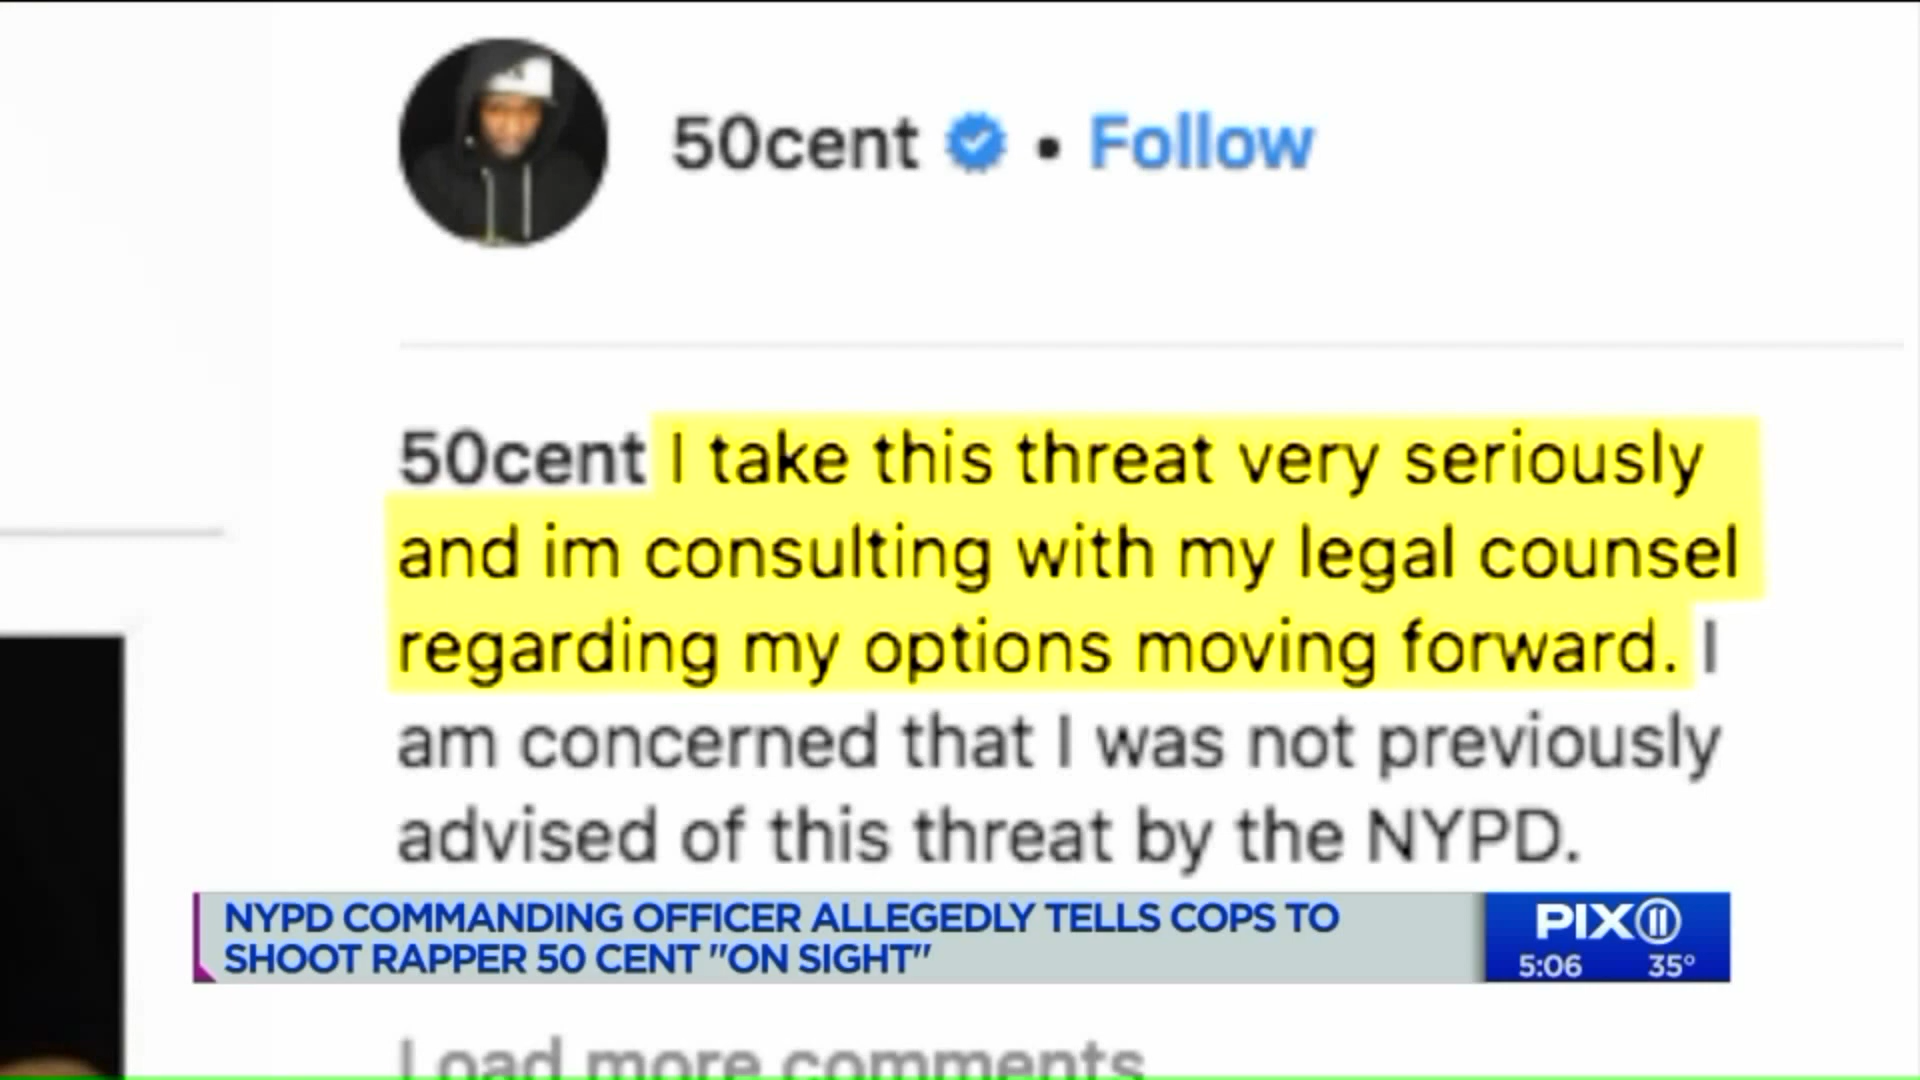 50cent • Follow
50cent I take this threat very seriously
and im consulting with my legal counsel
regarding my options moving forward. I
am concerned that I was not previously
advised of this threat by the NYPD.
NYPD COMMANDING OFFICER ALLEGEDLY TELLS COPS TO
SHOOT RAPPER 50 CENT "ON SIGHT"
PIX11
5:06 35°
Load more comments